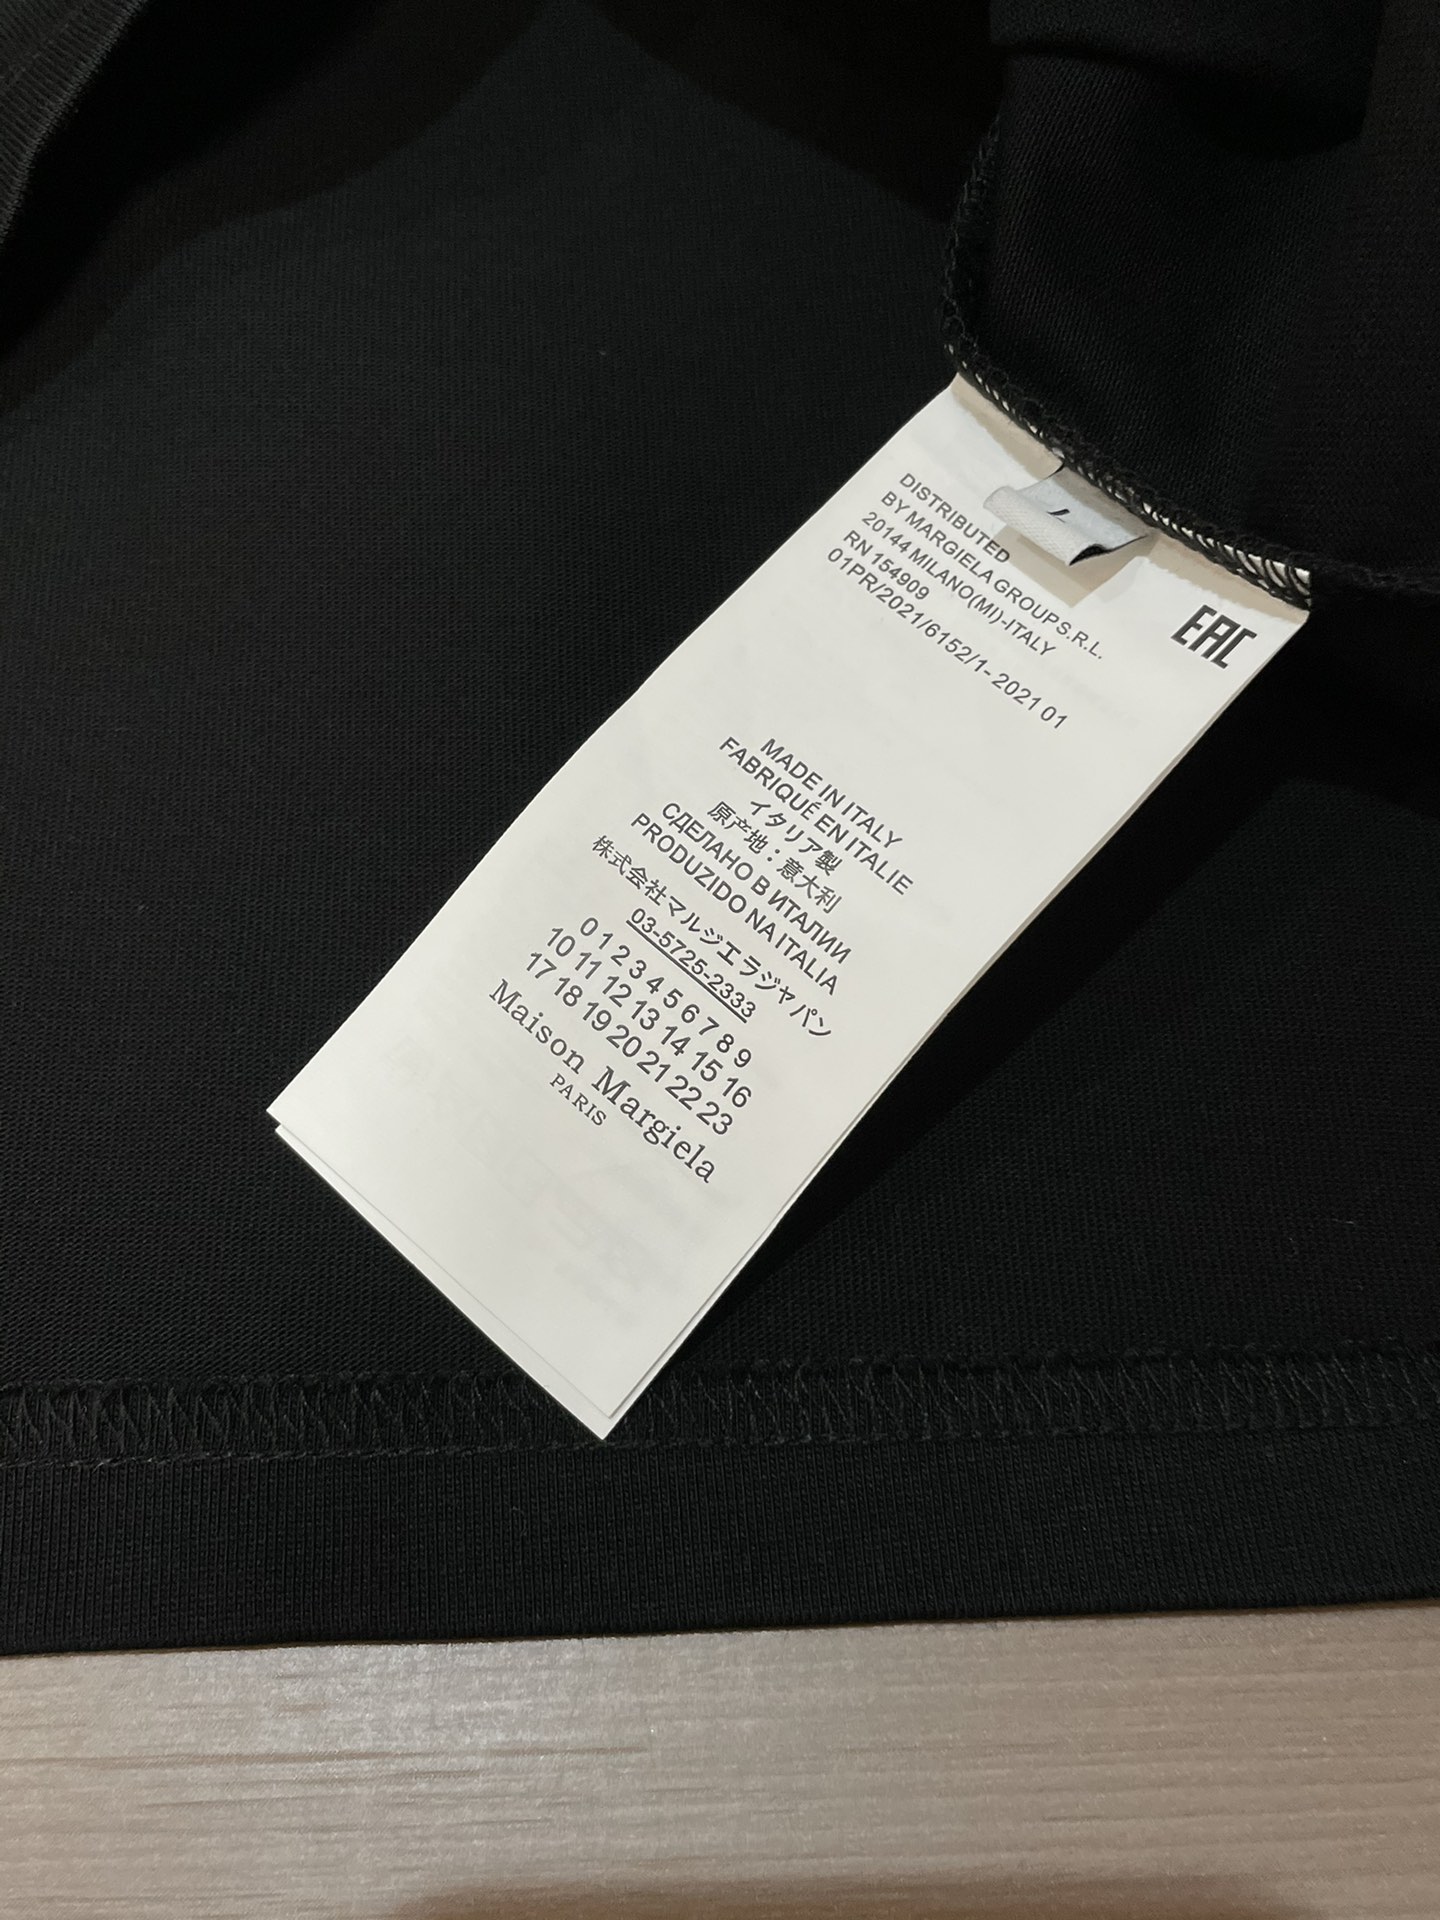 DISTRIBUTED
BY MARGIELA GROUP S.R.L.
20144 MILANO(MI)-ITALY
RN 154909
01PR/2021/6152/1- 2021 01
EAC
MADE IN ITALY
FABRIQUÉ EN ITALIE
イタリア製
原产地：意大利
СДЕЛАНО В ИТАЛИИ
PRODUZIDO NA ITALIA
株式会社マルジエ ラジャパン
03-5725-2333
0 1 2 3 4 5 6 7 8 9
10 11 12 13 14 15 16
17 18 19 20 21 22 23
Maison Margiela
PARIS